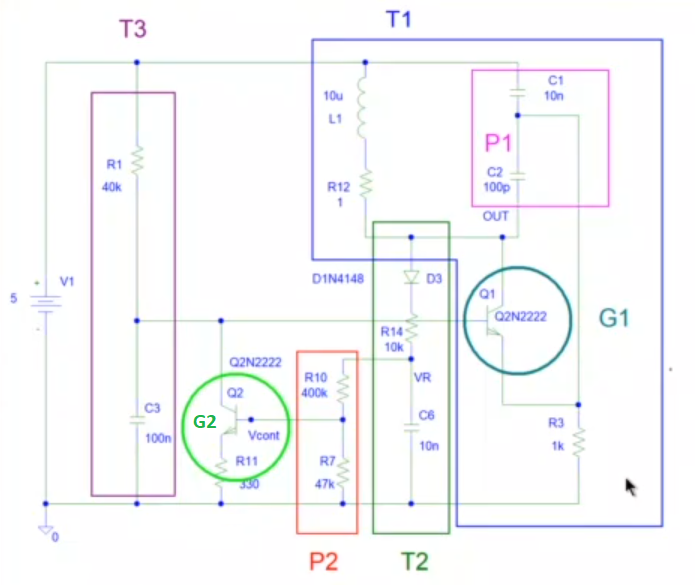 T1
T3
C1
10n
10u
L1
P1
R1
40k
C2
100p
R12
1
OUT
V1
5
+
-
D1N4148
D3
Q1
Q2N2222
G1
R14
10k
Q2N2222
VR
R10
400k
Q2
G2
C3
100n
Vcont
C6
10n
R3
1k
R11
330
R7
47k
0
P2
T2